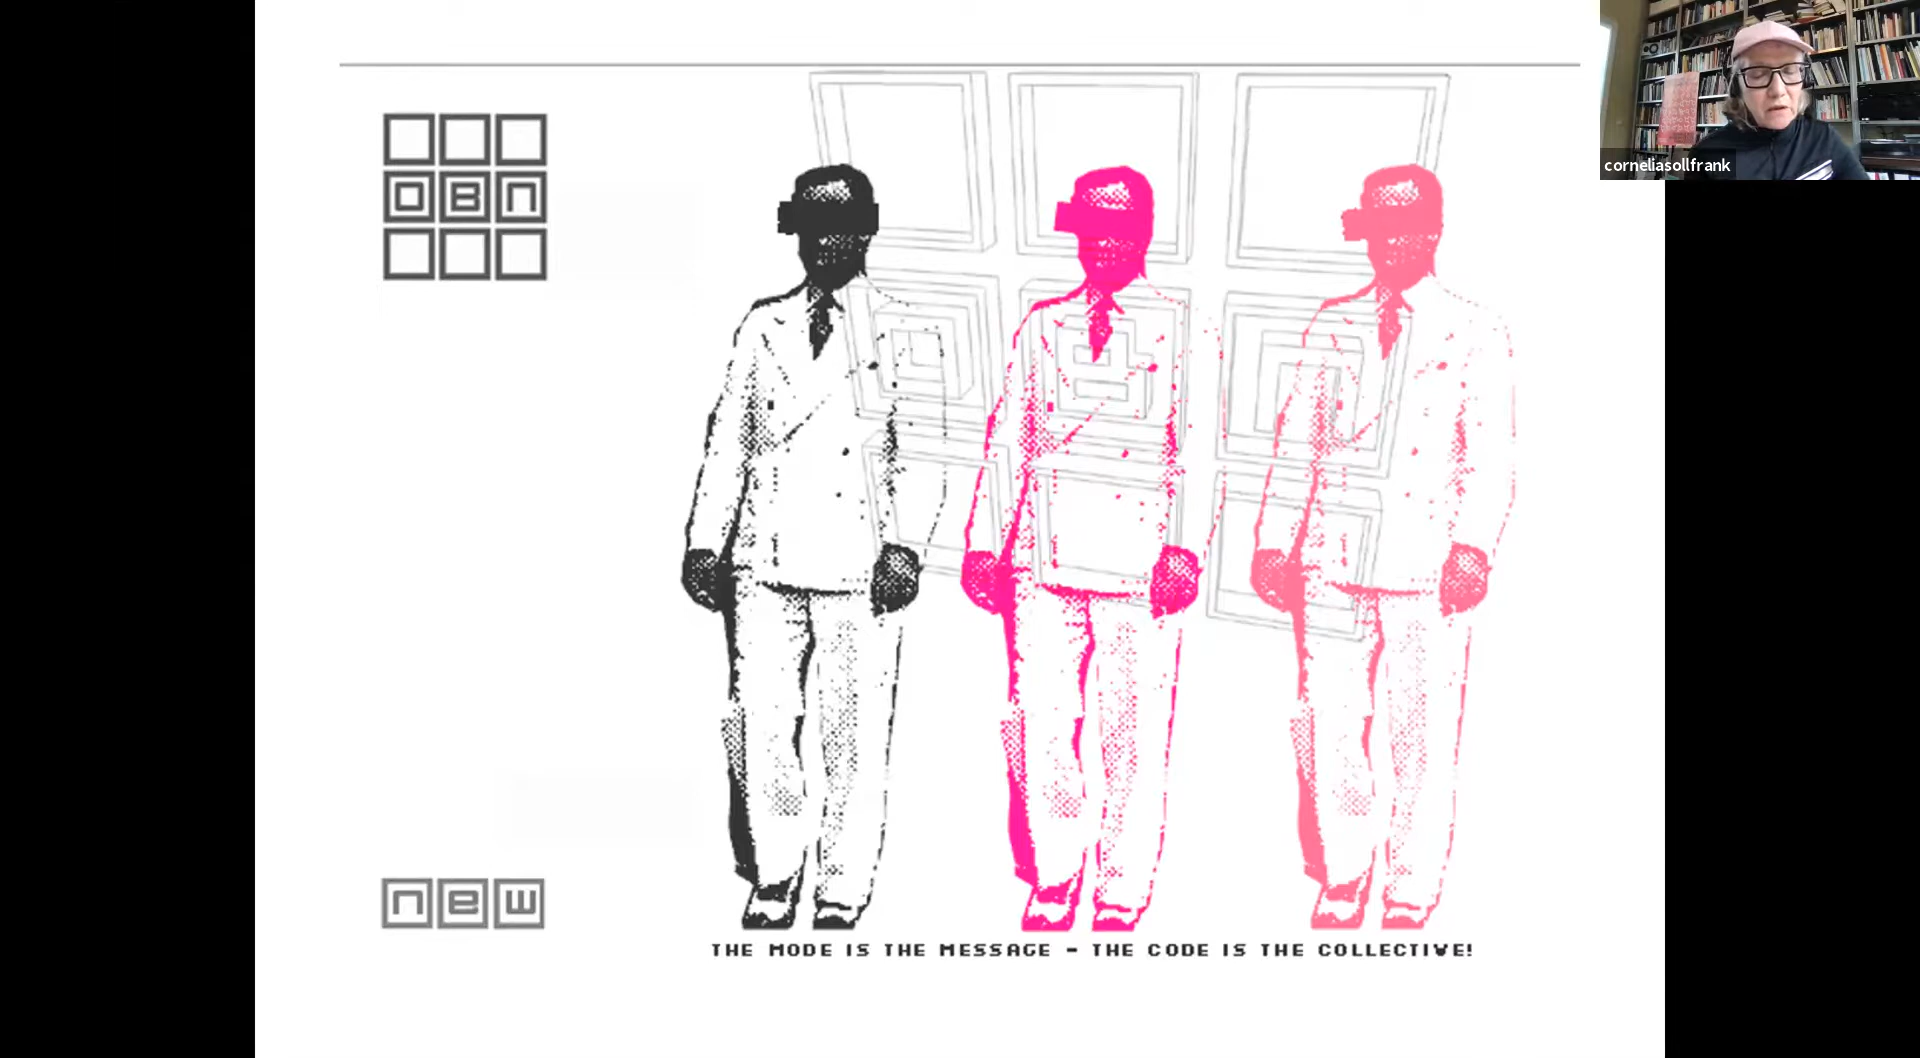 corneliasollfrank
OBN
new
THE MODE IS THE MESSAGE - THE CODE IS THE COLLECTIVE!